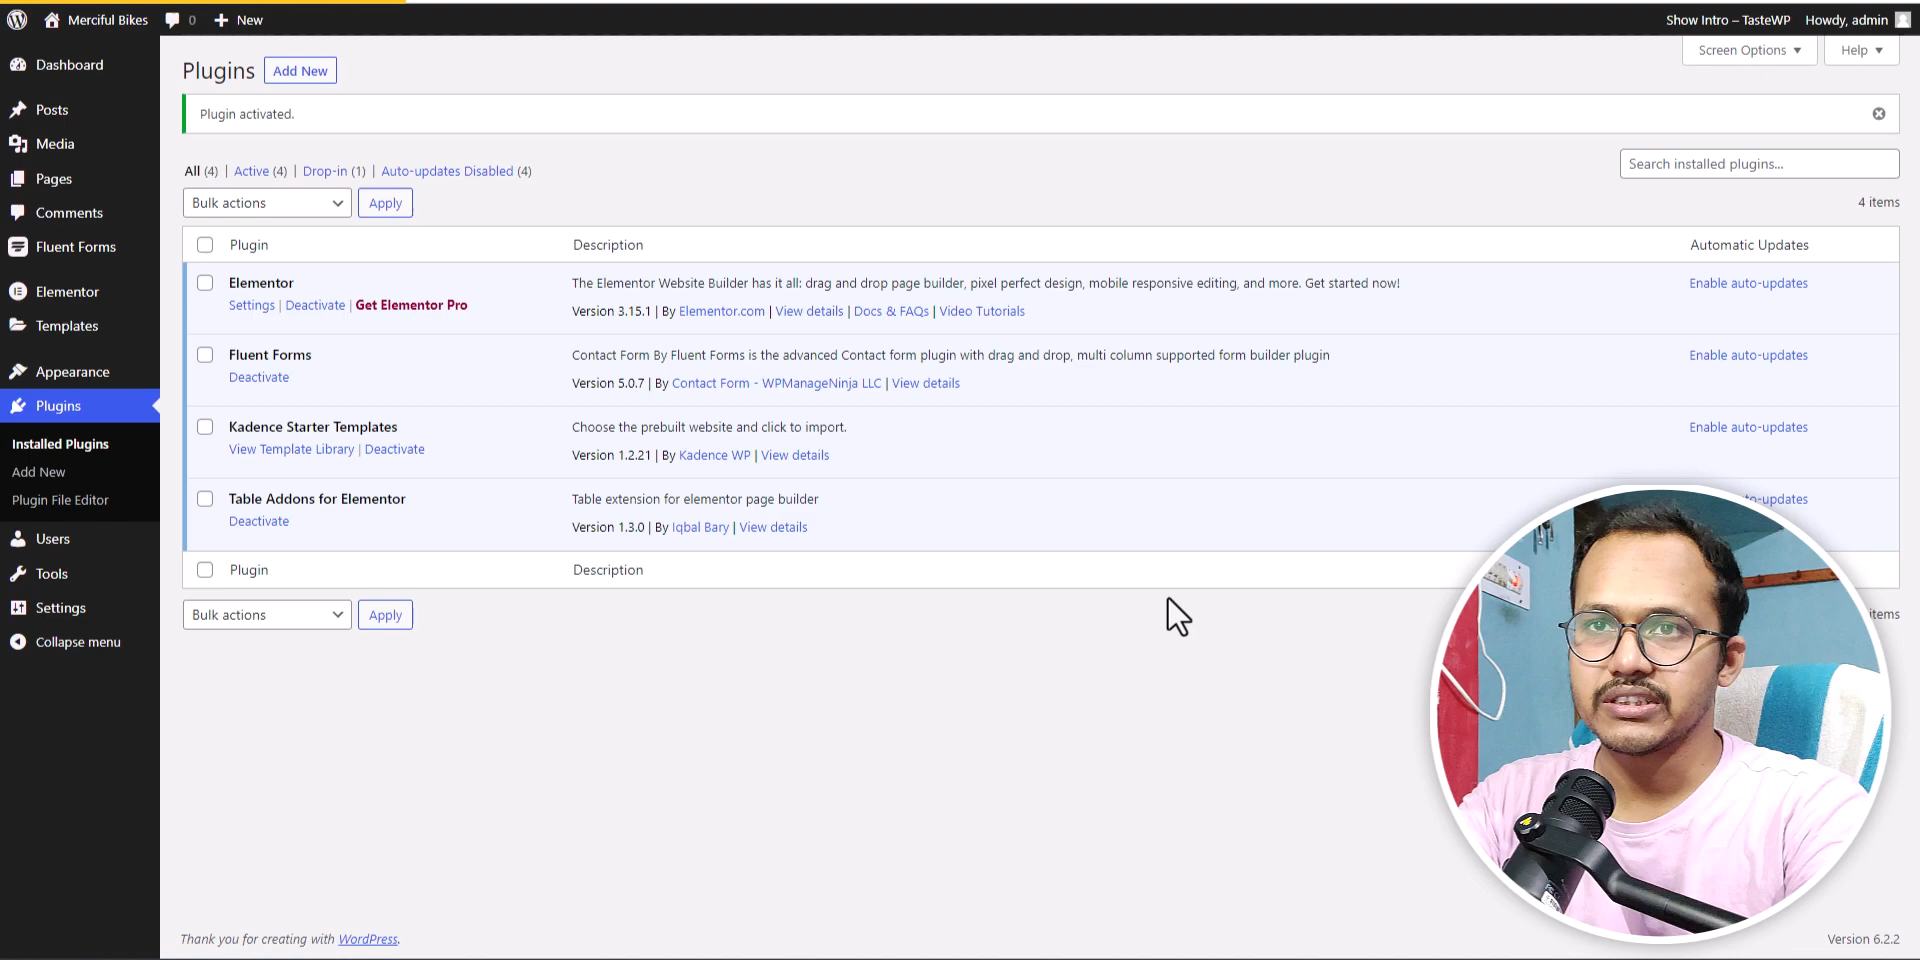 Merciful Bikes 0 New Show Intro – TasteWP Howdy, admin
Screen Options Help
Dashboard
Posts
Media
Pages
Comments
Fluent Forms
Elementor
Templates
Appearance
Plugins
Installed Plugins
Add New
Plugin File Editor
Users
Tools
Settings
Collapse menu
Plugins Add New
Plugin activated.
All (4) | Active (4) | Drop-in (1) | Auto-updates Disabled (4)
Search installed plugins...
Bulk actions Apply
4 items
Plugin Description Automatic Updates
Elementor
Settings | Deactivate | Get Elementor Pro
The Elementor Website Builder has it all: drag and drop page builder, pixel perfect design, mobile responsive editing, and more. Get started now!
Version 3.15.1 | By Elementor.com | View details | Docs & FAQs | Video Tutorials
Enable auto-updates
Fluent Forms
Deactivate
Contact Form By Fluent Forms is the advanced Contact form plugin with drag and drop, multi column supported form builder plugin
Version 5.0.7 | By Contact Form - WPManageNinja LLC | View details
Enable auto-updates
Kadence Starter Templates
View Template Library | Deactivate
Choose the prebuilt website and click to import.
Version 1.2.21 | By Kadence WP | View details
Enable auto-updates
Table Addons for Elementor
Deactivate
Table extension for elementor page builder
Version 1.3.0 | By Iqbal Bary | View details
to-updates
Plugin Description
Bulk actions Apply
items
Thank you for creating with WordPress.
Version 6.2.2